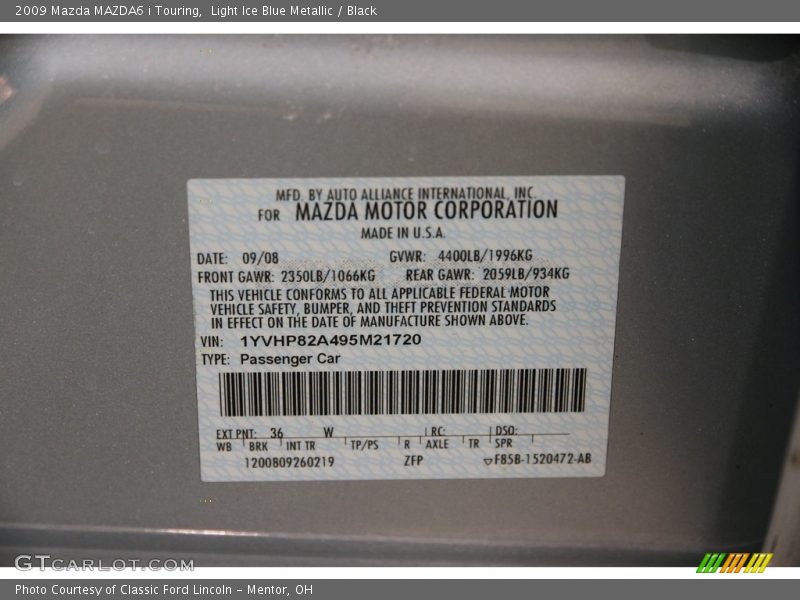 2009 Mazda MAZDA6 i Touring,  Light Ice Blue Metallic / Black
MFD. BY AUTO ALLIANCE INTERNATIONAL, INC.
FOR MAZDA MOTOR CORPORATION
MADE IN U.S.A.
DATE: 09/08 GVWR: 4400LB/1996KG
FRONT GAWR: 2350LB/1066KG REAR GAWR: 2059LB/934KG
THIS VEHICLE CONFORMS TO ALL APPLICABLE FEDERAL MOTOR
VEHICLE SAFETY, BUMPER, AND THEFT PREVENTION STANDARDS
IN EFFECT ON THE DATE OF MANUFACTURE SHOWN ABOVE.
VIN: 1YVHP82A495M21720
TYPE: Passenger Car
EXT PNT: 36 W RC: DSO:
WB BRK INT TR TP/PS R AXLE TR SPR
1200809260219 ZFP F85B-1520472-AB
GTCARLOT.COM
Photo Courtesy of Classic Ford Lincoln - Mentor, OH